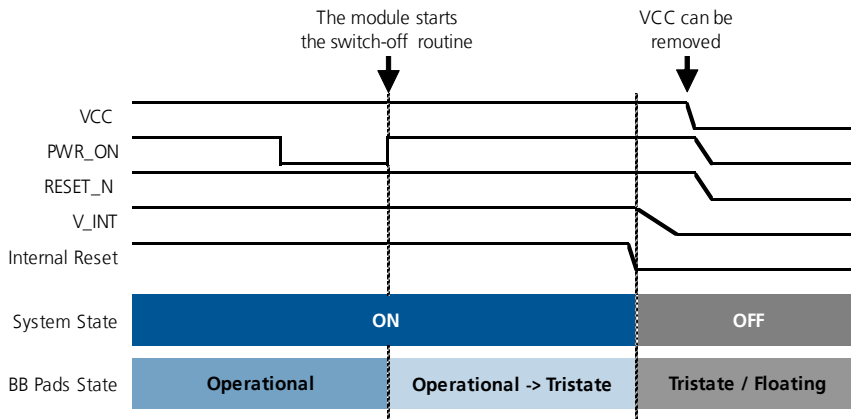 The module starts
the switch-off routine
VCC can be
removed
VCC
PWR_ON
RESET_N
V_INT
Internal Reset
System State
ON
OFF
BB Pads State
Operational
Operational -> Tristate
Tristate / Floating